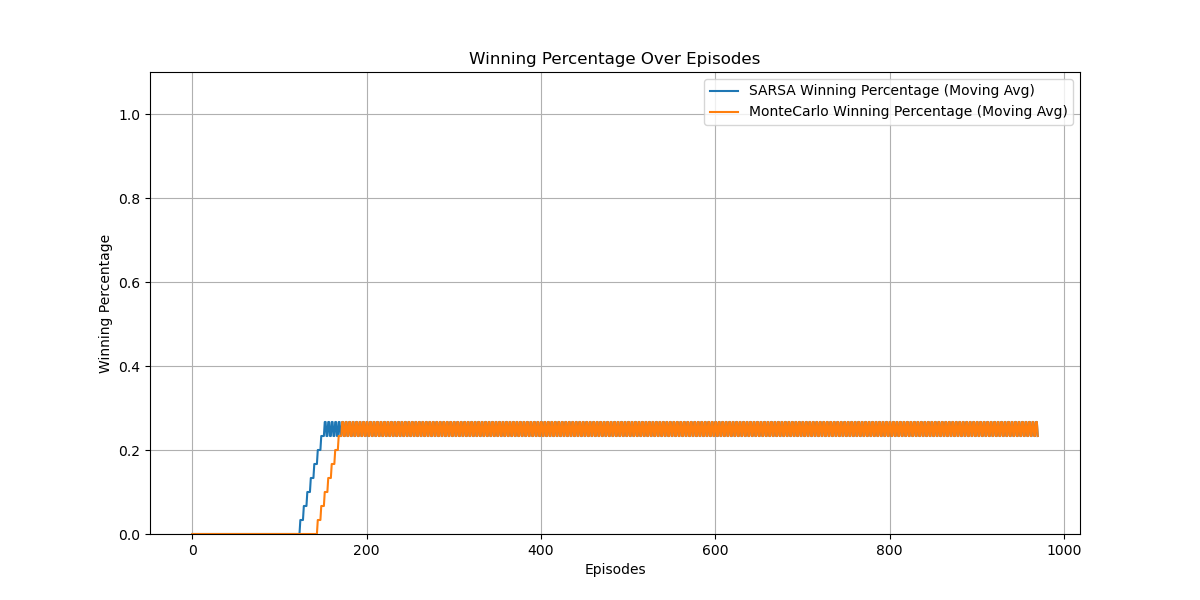 Winning Percentage Over Episodes
SARSA Winning Percentage (Moving Avg)
MonteCarlo Winning Percentage (Moving Avg)
Winning Percentage
1.0
0.8
0.6
0.4
0.2
0.0
0 200 400 600 800 1000
Episodes